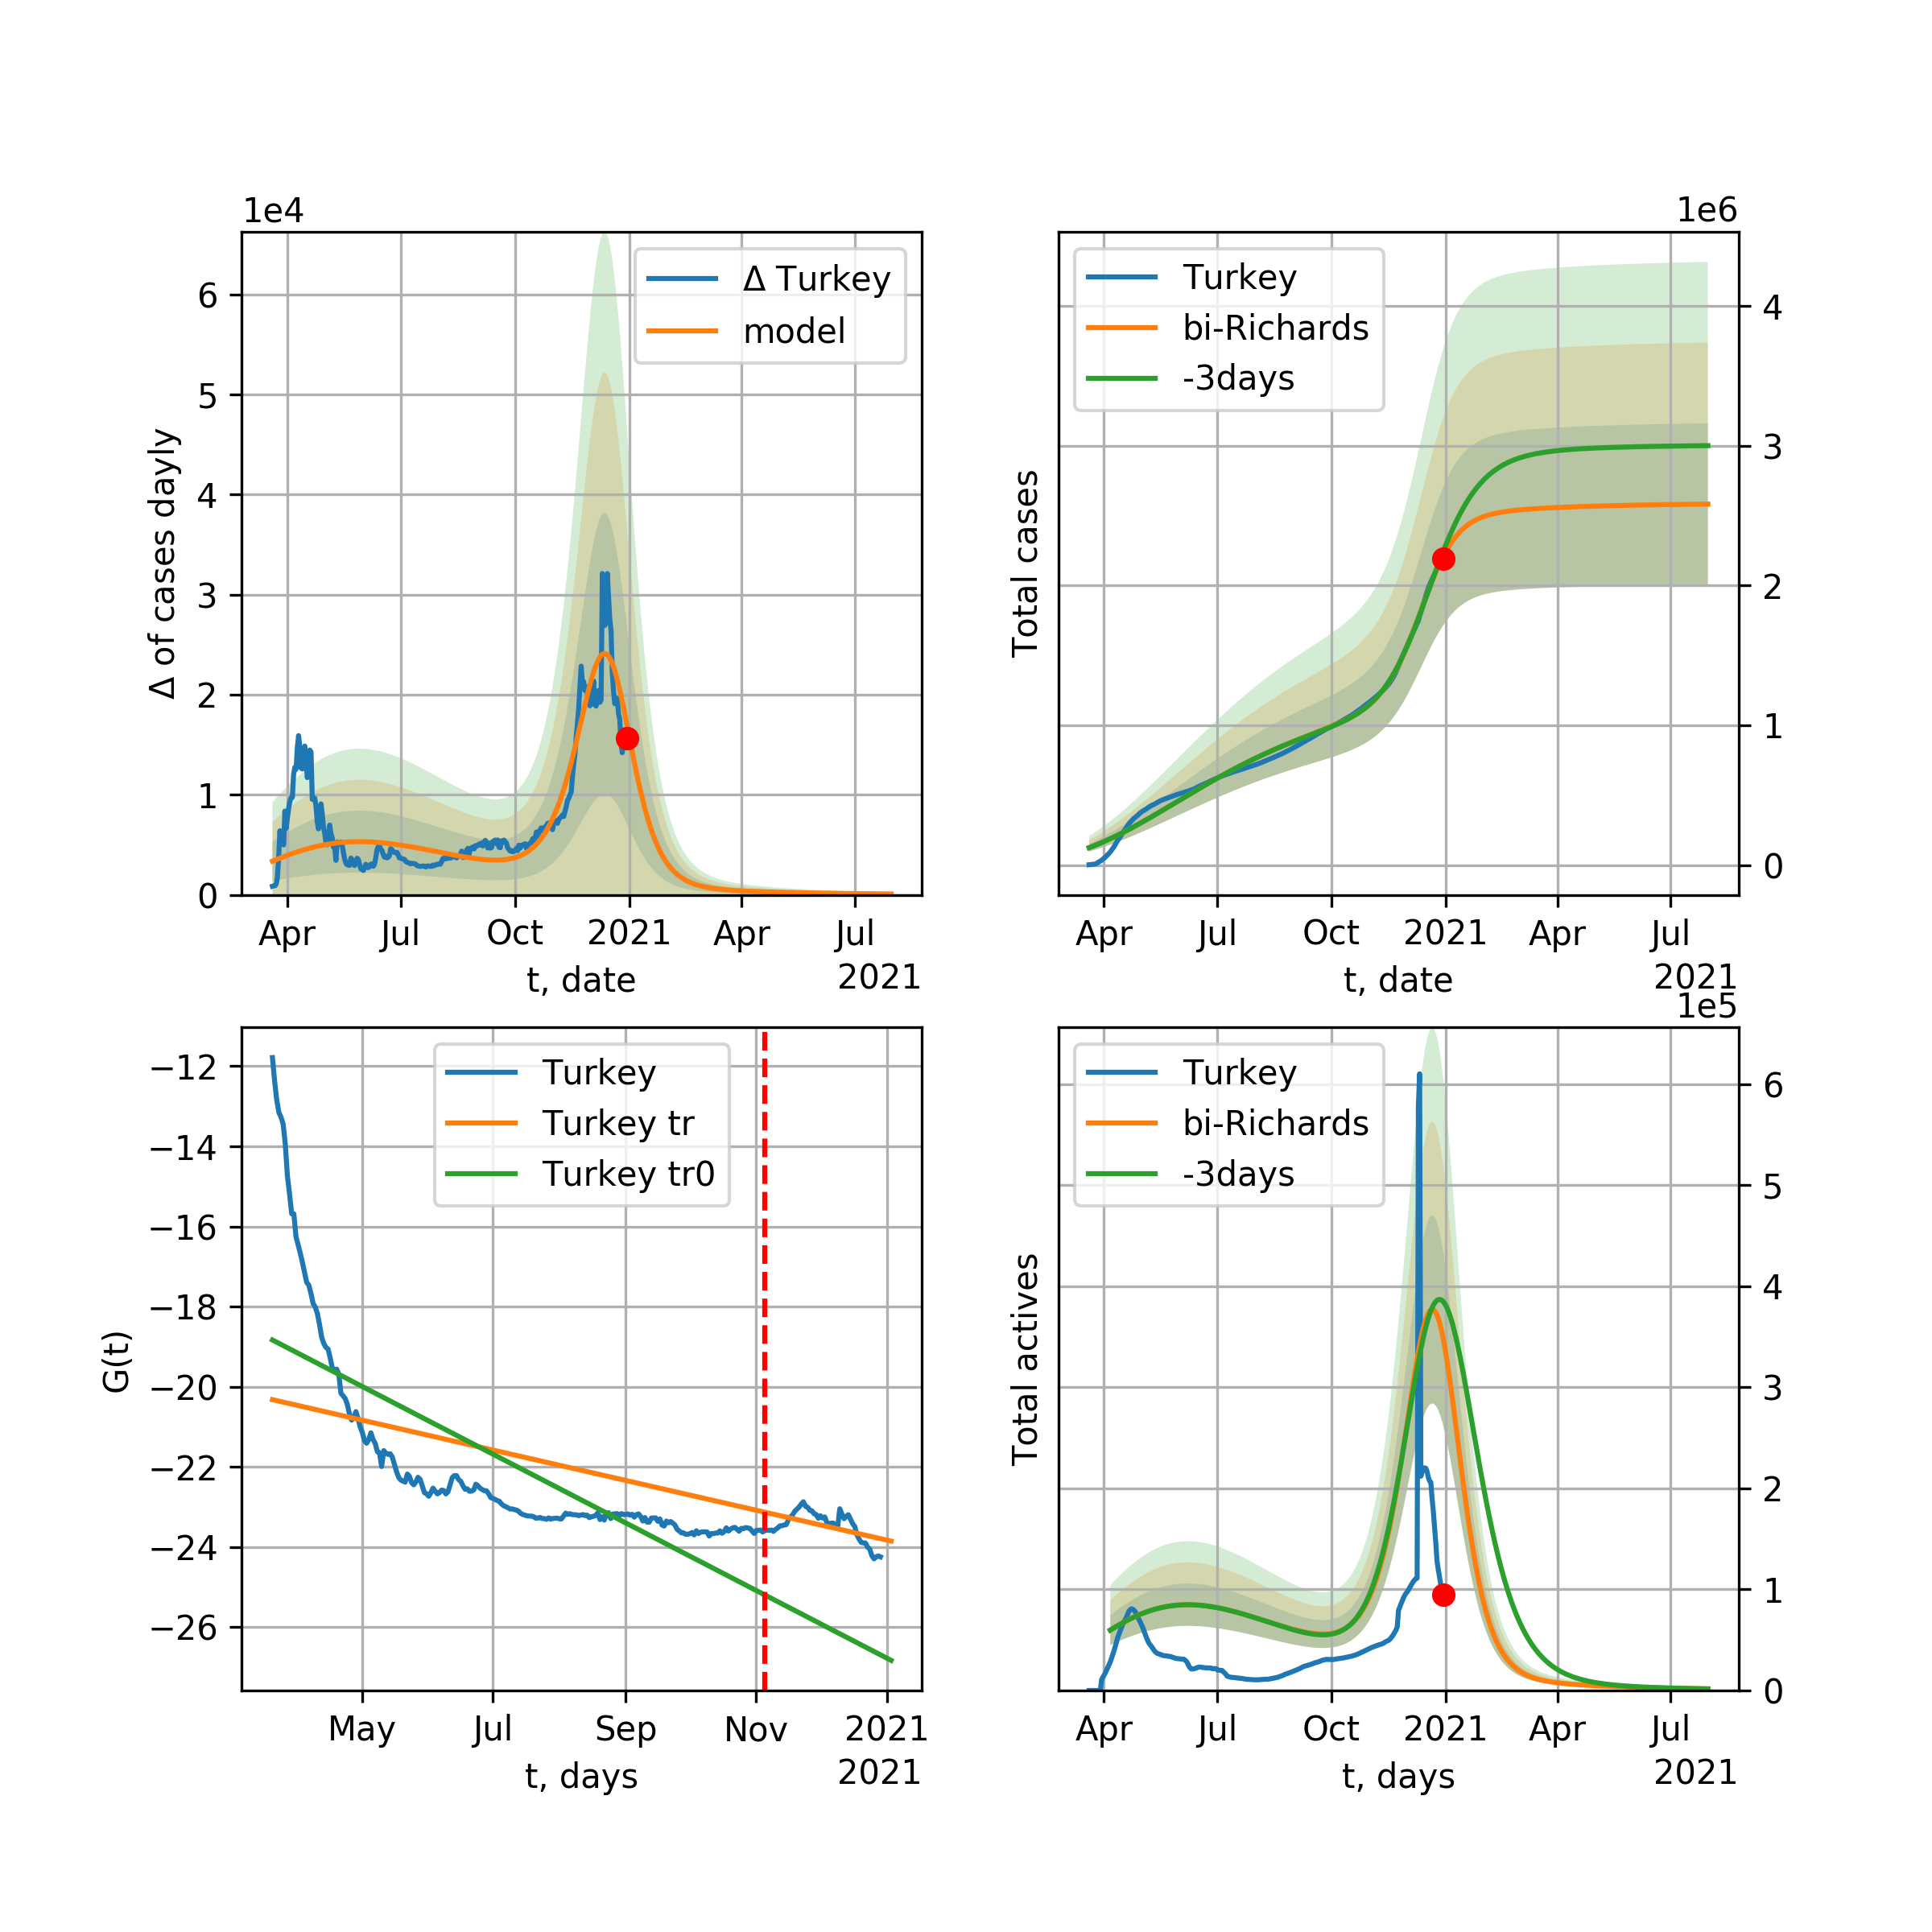 1e4
Δ of cases dayly
6
5
4
3
2
1
0
Δ Turkey
model
Apr
Jul
Oct
2021
Apr
Jul
t, date
2021
1e6
Total cases
Turkey
bi-Richards
-3days
4
3
2
1
0
Apr
Jul
Oct
2021
Apr
Jul
t, date
2021
G(t)
−12
−14
−16
−18
−20
−22
−24
−26
Turkey
Turkey tr
Turkey tr0
May
Jul
Sep
Nov
2021
t, days
2021
1e5
Total actives
Turkey
bi-Richards
-3days
6
5
4
3
2
1
0
Apr
Jul
Oct
2021
Apr
Jul
t, days
2021